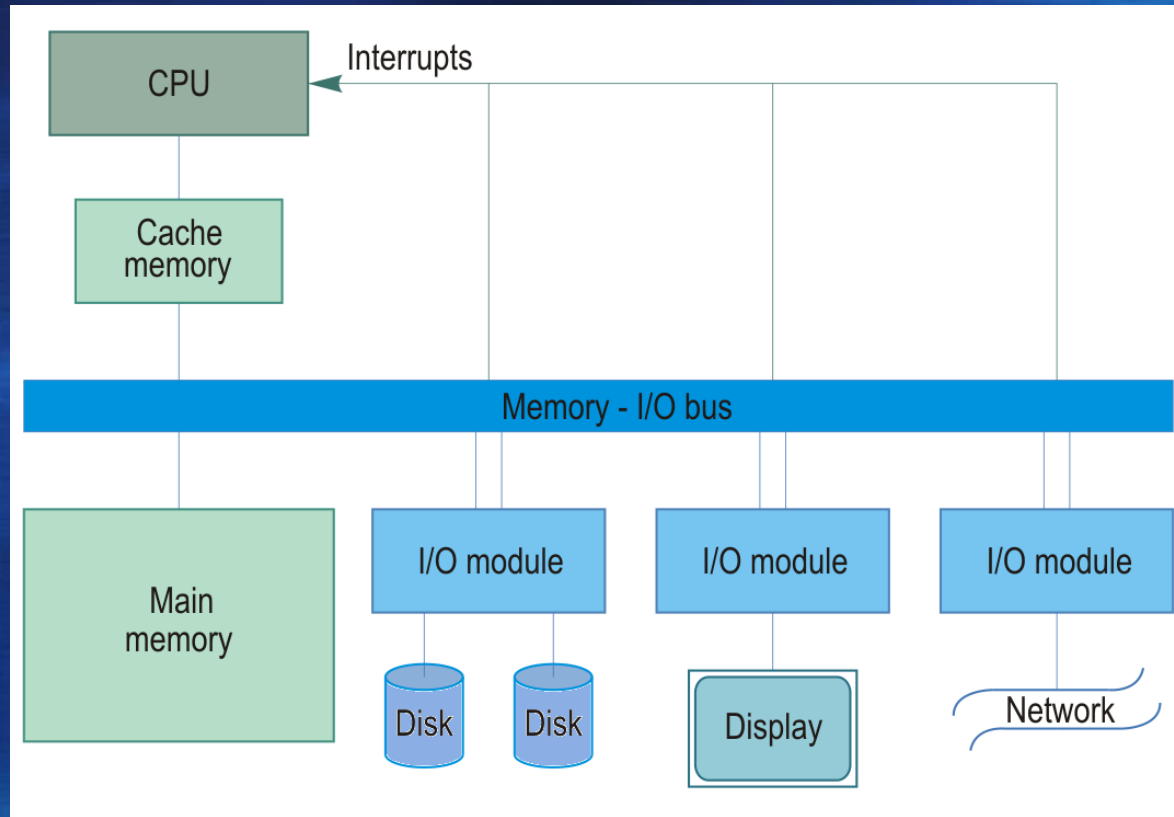 Interrupts
CPU
Cache
memory
Memory - I/O bus
Main
memory
I/O module
I/O module
I/O module
Disk
Disk
Display
Network